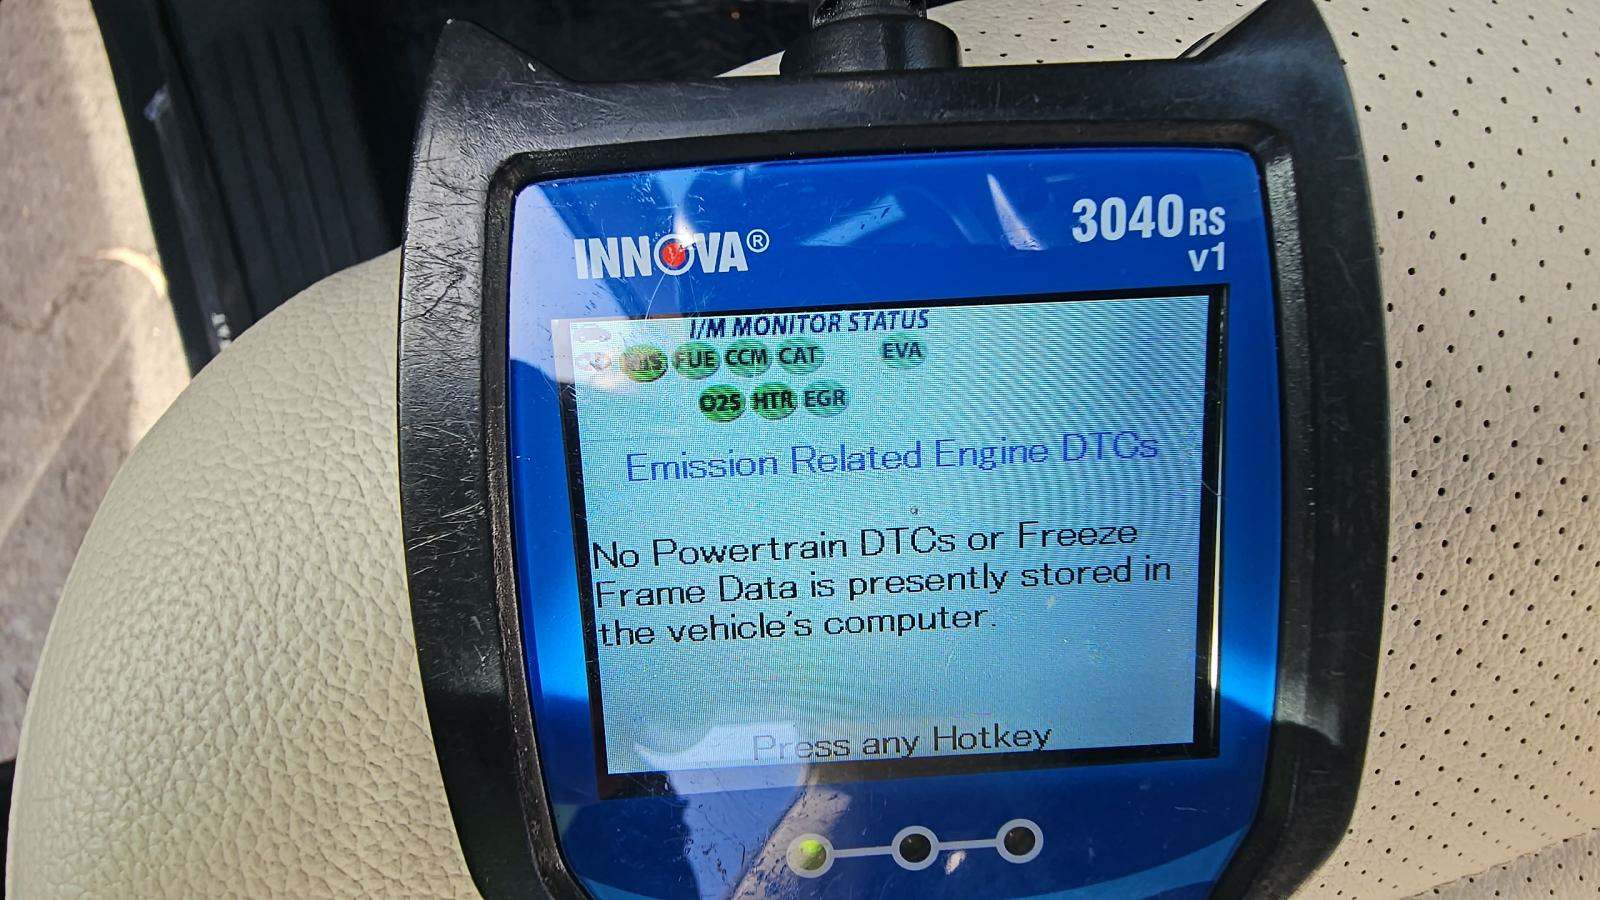 INNOVA®
3040RS
v1
I/M MONITOR STATUS
MIS FUE CCM CAT EVA
O2S HTR EGR
Emission Related Engine DTCs
No Powertrain DTCs or Freeze
Frame Data is presently stored in
the vehicle's computer.
Press any Hotkey